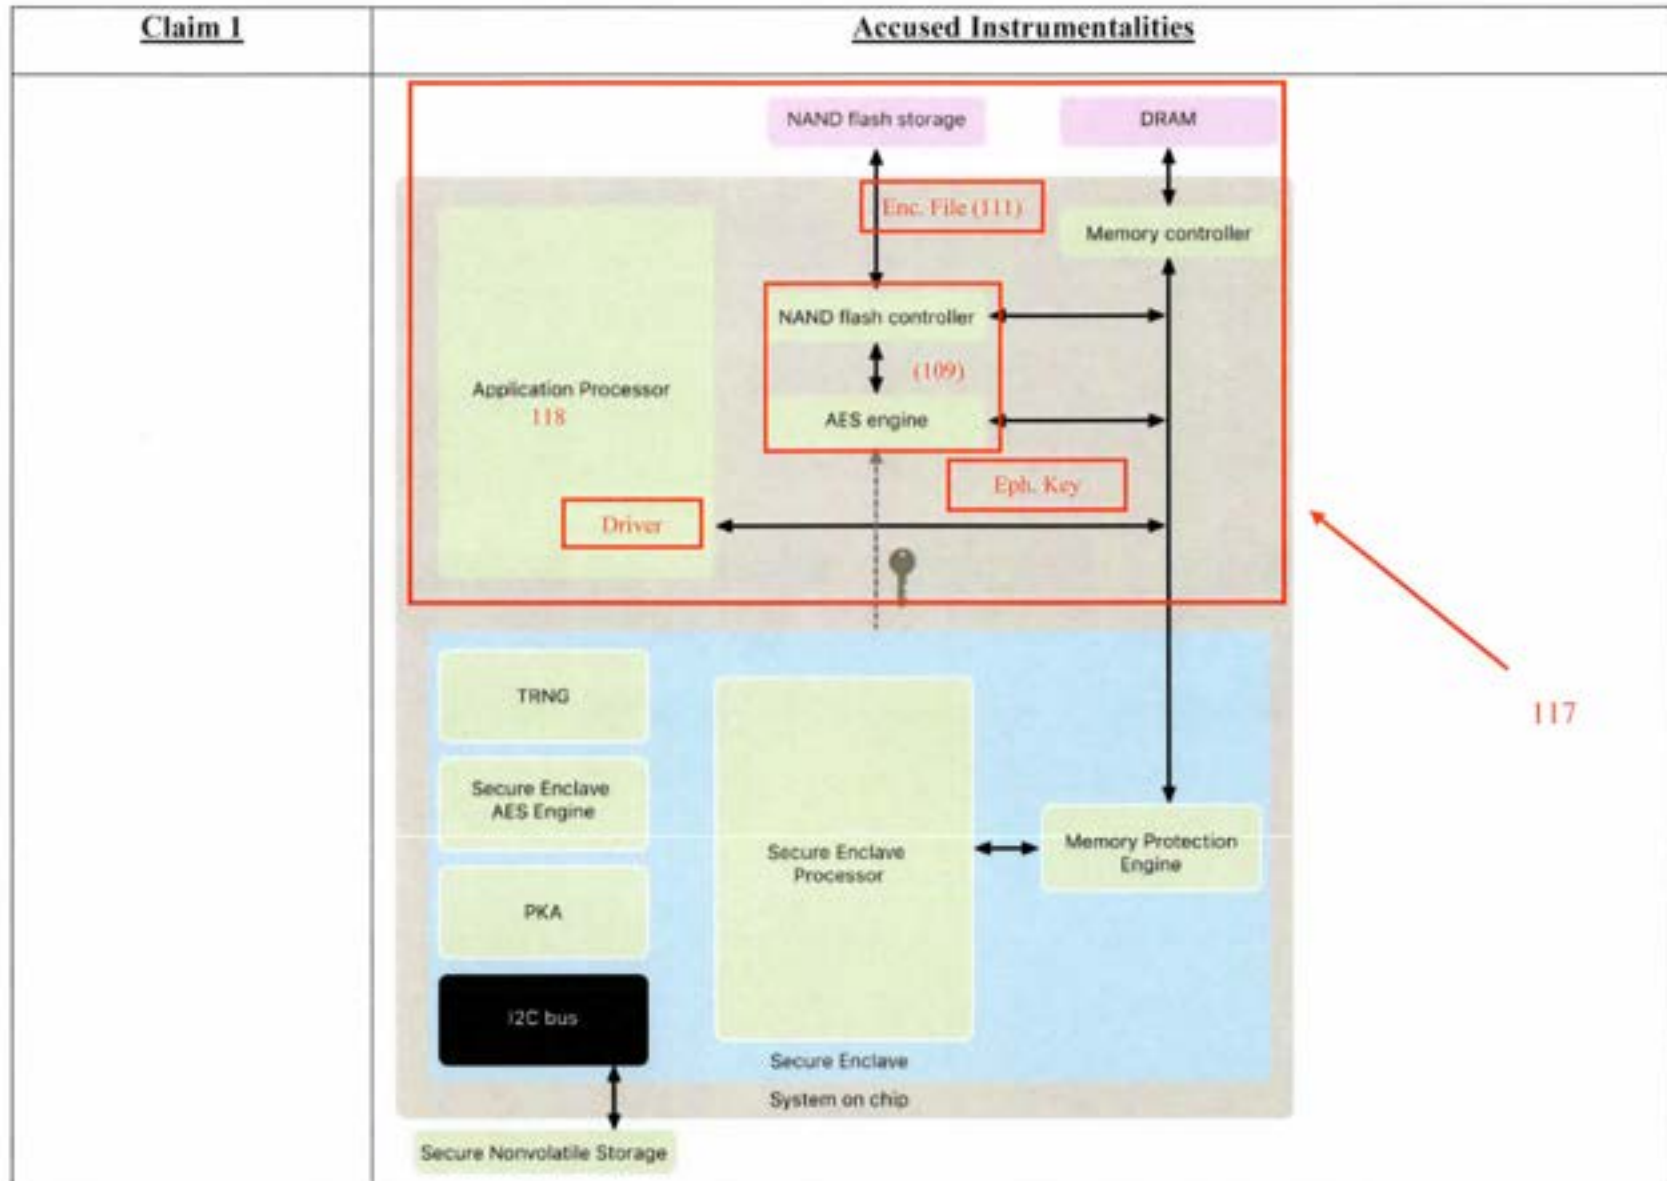 Claim 1
Accused Instrumentalities
NAND flash storage
DRAM
Enc. File (111)
Memory controller
NAND flash controller
(109)
Application Processor
118
AES engine
Eph. Key
Driver
117
TRNG
Secure Enclave
AES Engine
Secure Enclave
Processor
Memory Protection
Engine
PKA
I2C bus
Secure Enclave
System on chip
Secure Nonvolatile Storage